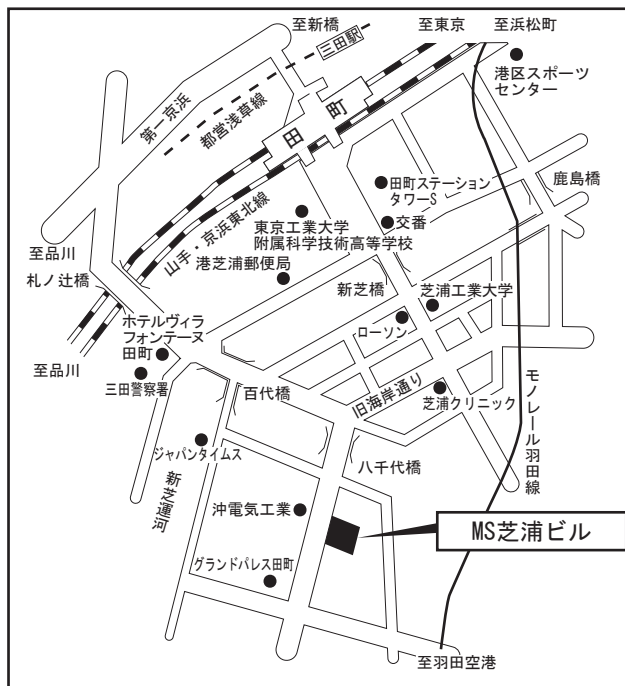 至新橋
三田駅
至東京
至浜松町
港区スポーツ
センター
第一京浜
都営浅草線
田町
鹿島橋
田町ステーション
タワーS
交番
東京工業大学
附属科学技術高等学校
山手・京浜東北線
至品川
札ノ辻橋
港芝浦郵便局
新芝橋
芝浦工業大学
ローソン
ホテルヴィラ
フォンテーヌ
田町
至品川
三田警察署
百代橋
旧海岸通り
芝浦クリニック
モノレール羽田線
ジャパンタイムス
八千代橋
新芝運河
沖電気工業
MS芝浦ビル
グランドパレス田町
至羽田空港